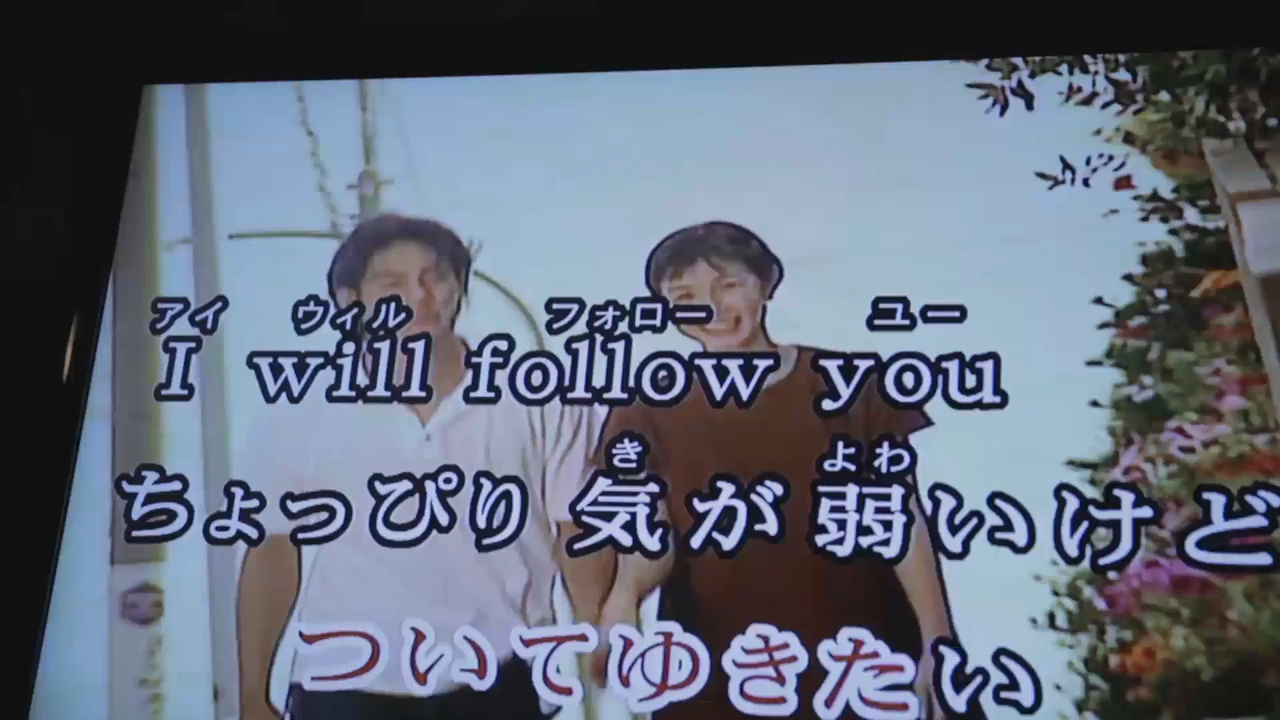 アイ ウィル フォロー ユー
I will follow you
き よわ
ちょっぴり 気が 弱いけど
ついてゆきたい